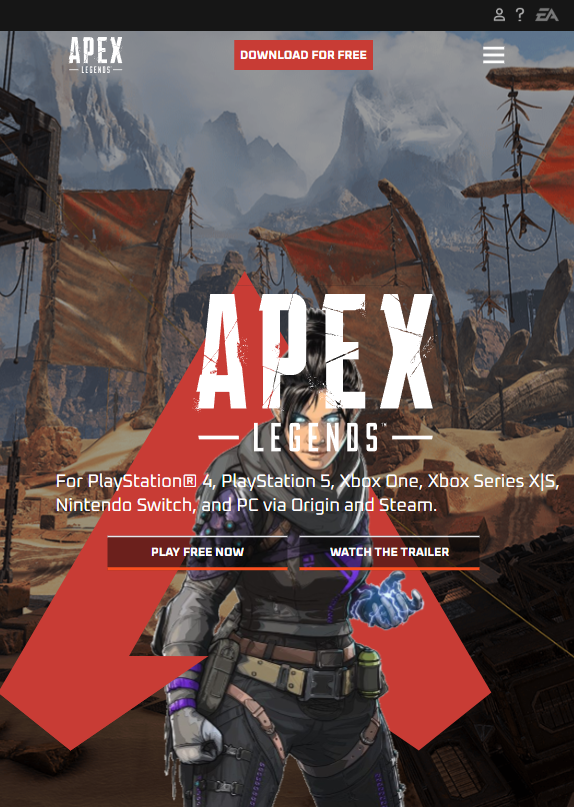 EA
APEX
LEGENDS
DOWNLOAD FOR FREE
APEX
LEGENDS™
For PlayStation® 4, PlayStation 5, Xbox One, Xbox Series X|S,
Nintendo Switch, and PC via Origin and Steam.
PLAY FREE NOW
WATCH THE TRAILER